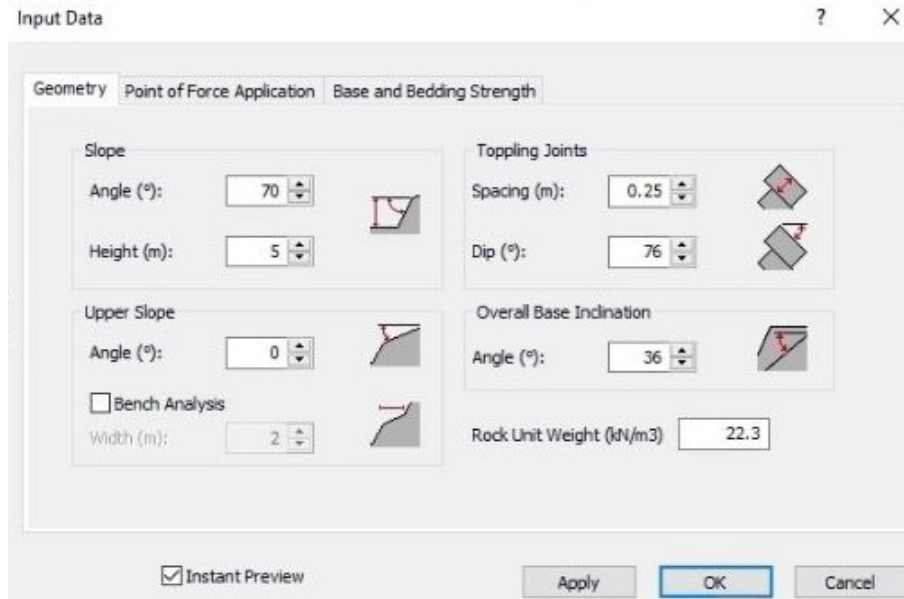 Input Data
?
Geometry
Point of Force Application
Base and Bedding Strength
Slope
Angle (º):
70
Height (m):
5
Toppling Joints
Spacing (m):
0.25
Dip (º):
76
Upper Slope
Angle (º):
0
Bench Analysis
Width (m):
2
Overall Base Inclination
Angle (º):
36
Rock Unit Weight (kN/m3)
22.3
Instant Preview
Apply
OK
Cancel